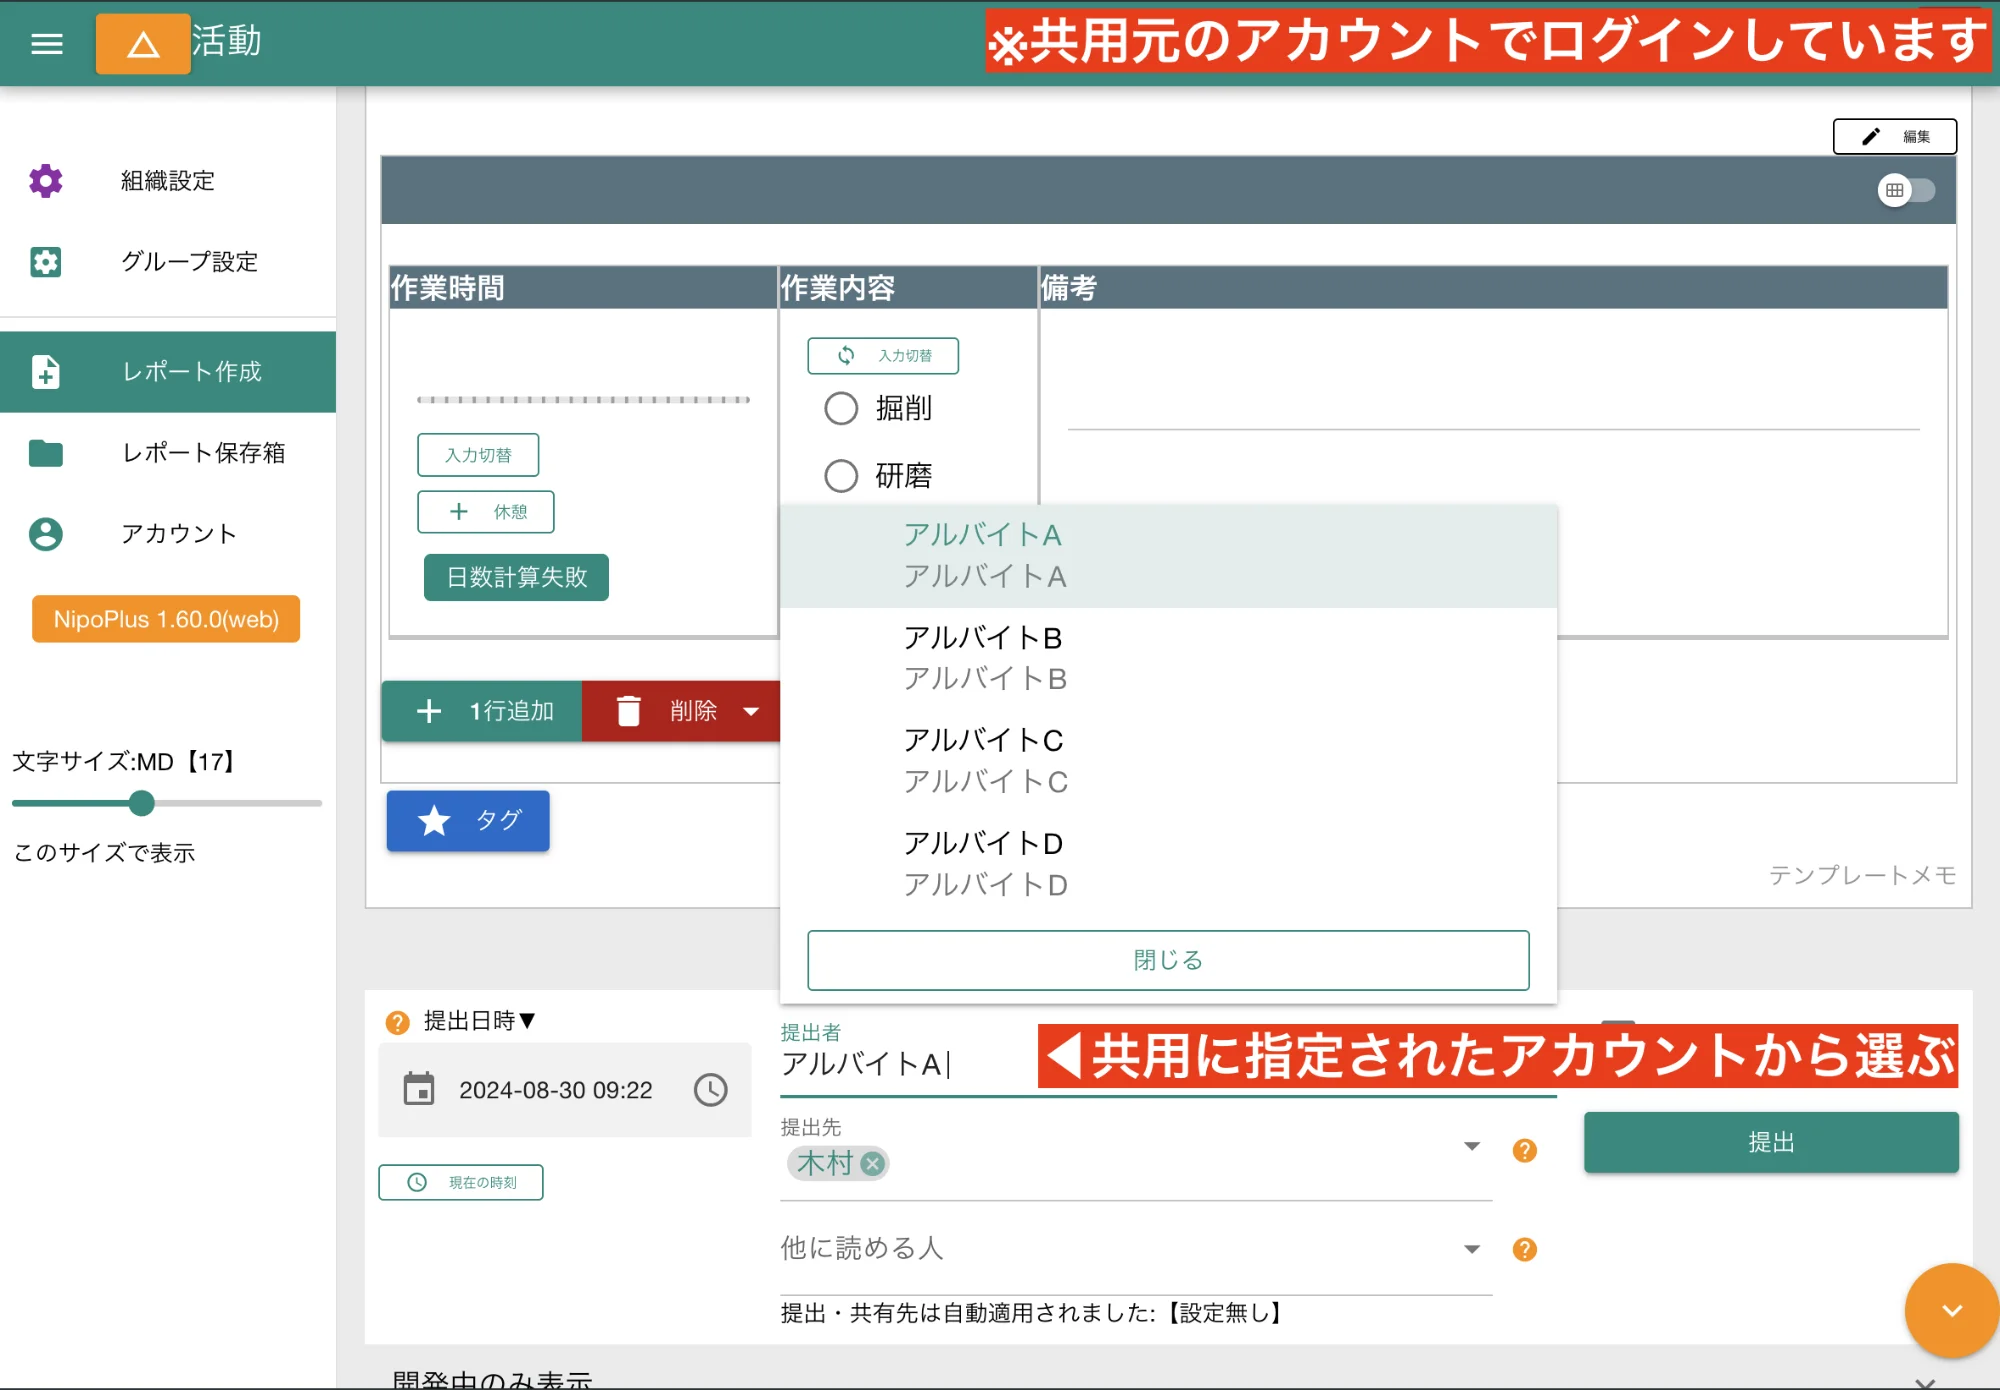 活動
※共用元のアカウントでログインしています
編集
組織設定
グループ設定
レポート作成
レポート保存箱
アカウント
NipoPlus 1.60.0(web)
文字サイズ:MD【17】
このサイズで表示
作業時間
作業内容
備考
入力切替
掘削
研磨
入力切替
休憩
日数計算失敗
1行追加
削除
タグ
アルバイトA
アルバイトA
アルバイトB
アルバイトB
アルバイトC
アルバイトC
アルバイトD
アルバイトD
閉じる
テンプレートメモ
提出日時▼
2024-08-30 09:22
現在の時刻
提出者
アルバイトA
◀共用に指定されたアカウントから選ぶ
提出先
木村
提出
他に読める人
提出・共有先は自動適用されました:【設定無し】
開発中のみ表示